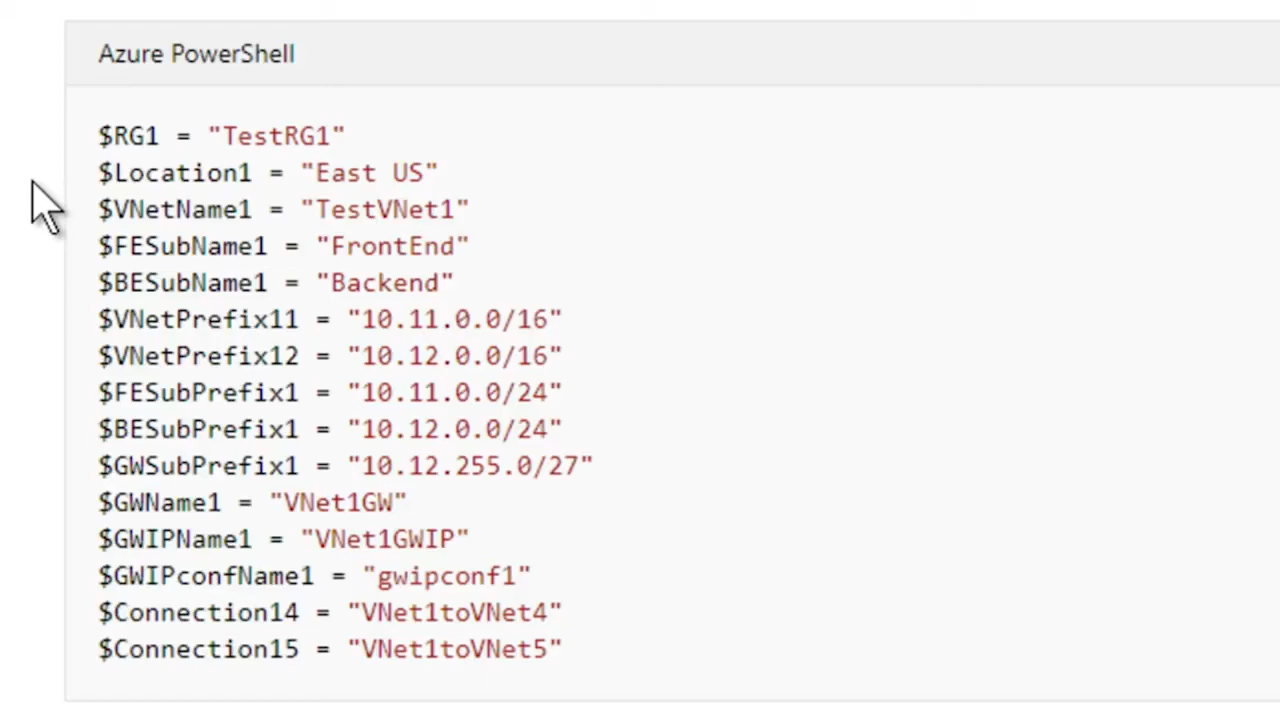 Azure PowerShell
$RG1 = "TestRG1"
$Location1 = "East US"
$VNetName1 = "TestVNet1"
$FESubName1 = "FrontEnd"
$BESubName1 = "Backend"
$VNetPrefix11 = "10.11.0.0/16"
$VNetPrefix12 = "10.12.0.0/16"
$FESubPrefix1 = "10.11.0.0/24"
$BESubPrefix1 = "10.12.0.0/24"
$GWSubPrefix1 = "10.12.255.0/27"
$GWName1 = "VNet1GW"
$GWIPName1 = "VNet1GWIP"
$GWIPconfName1 = "gwipconf1"
$Connection14 = "VNet1toVNet4"
$Connection15 = "VNet1toVNet5"